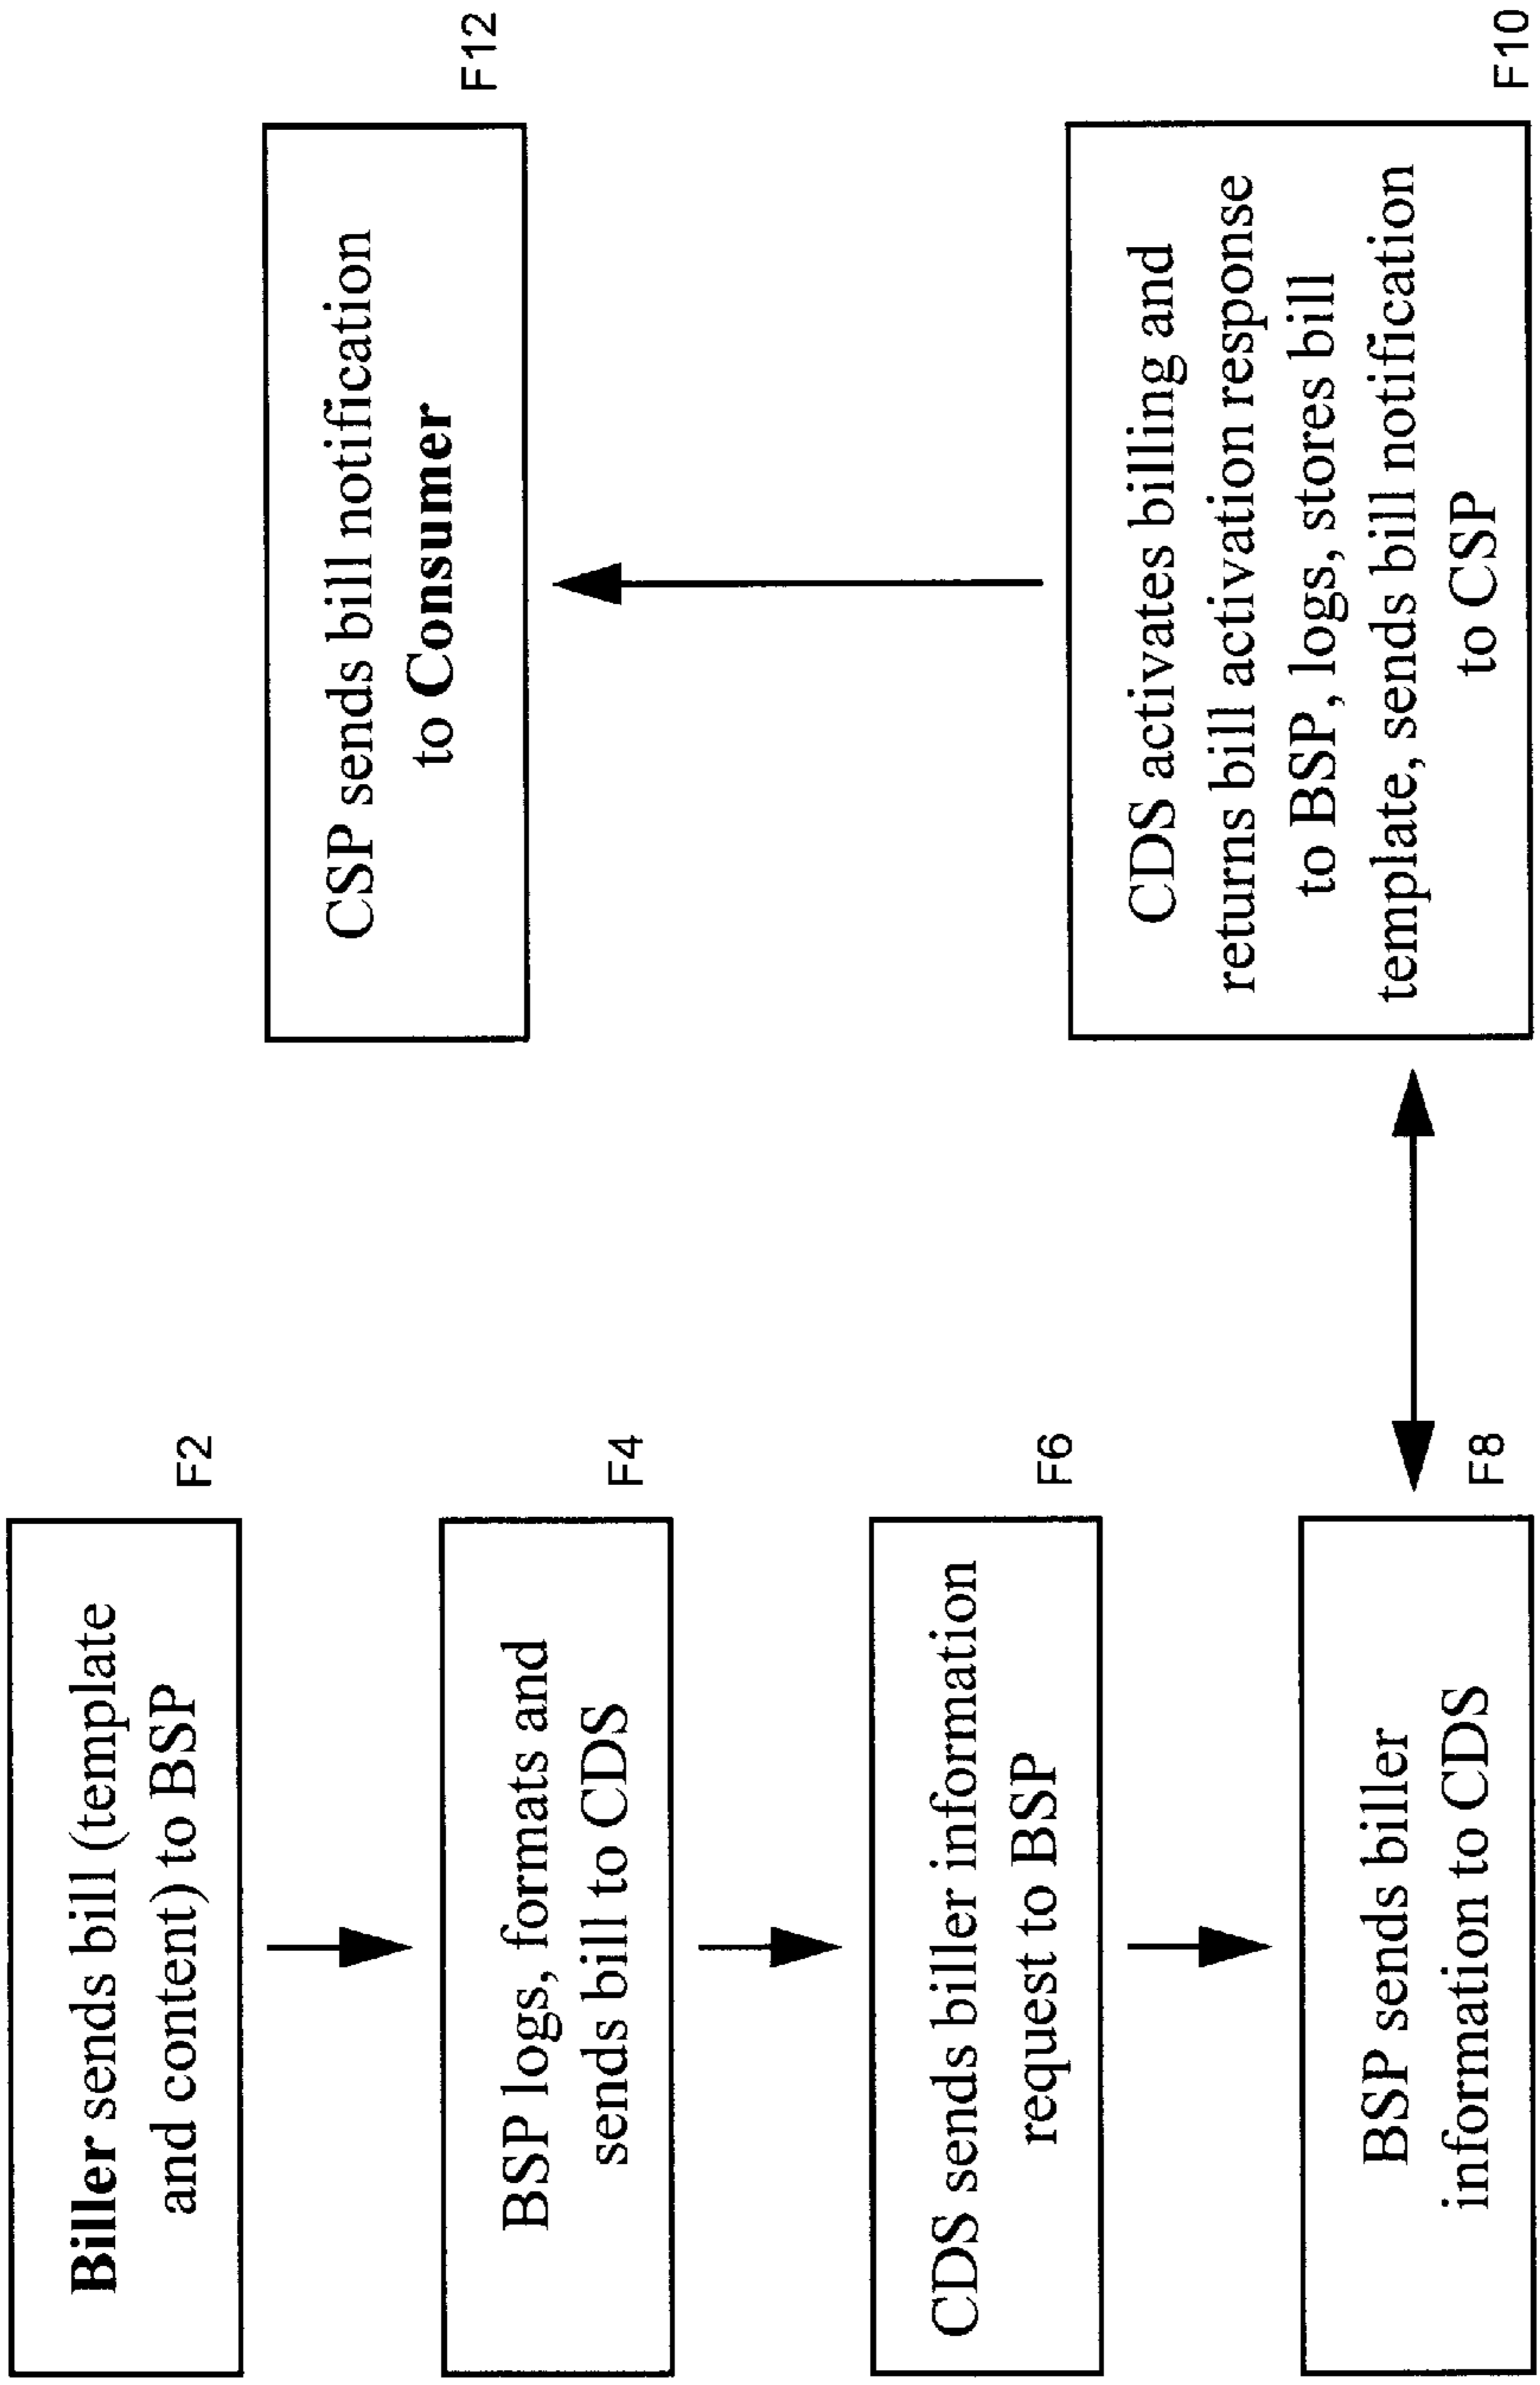 Biller sends bill (template
and content) to BSP
F2
BSP logs, formats and
sends bill to CDS
F4
CDS sends biller information
request to BSP
F6
BSP sends biller
information to CDS
F8
CDS activates billing and
returns bill activation response
to BSP, logs, stores bill
template, sends bill notification
to CSP
F10
CSP sends bill notification
to Consumer
F12